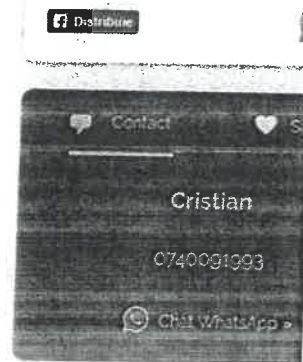 Distribuie
Contact
S
Cristian
0740091993
Chat WhatsApp »